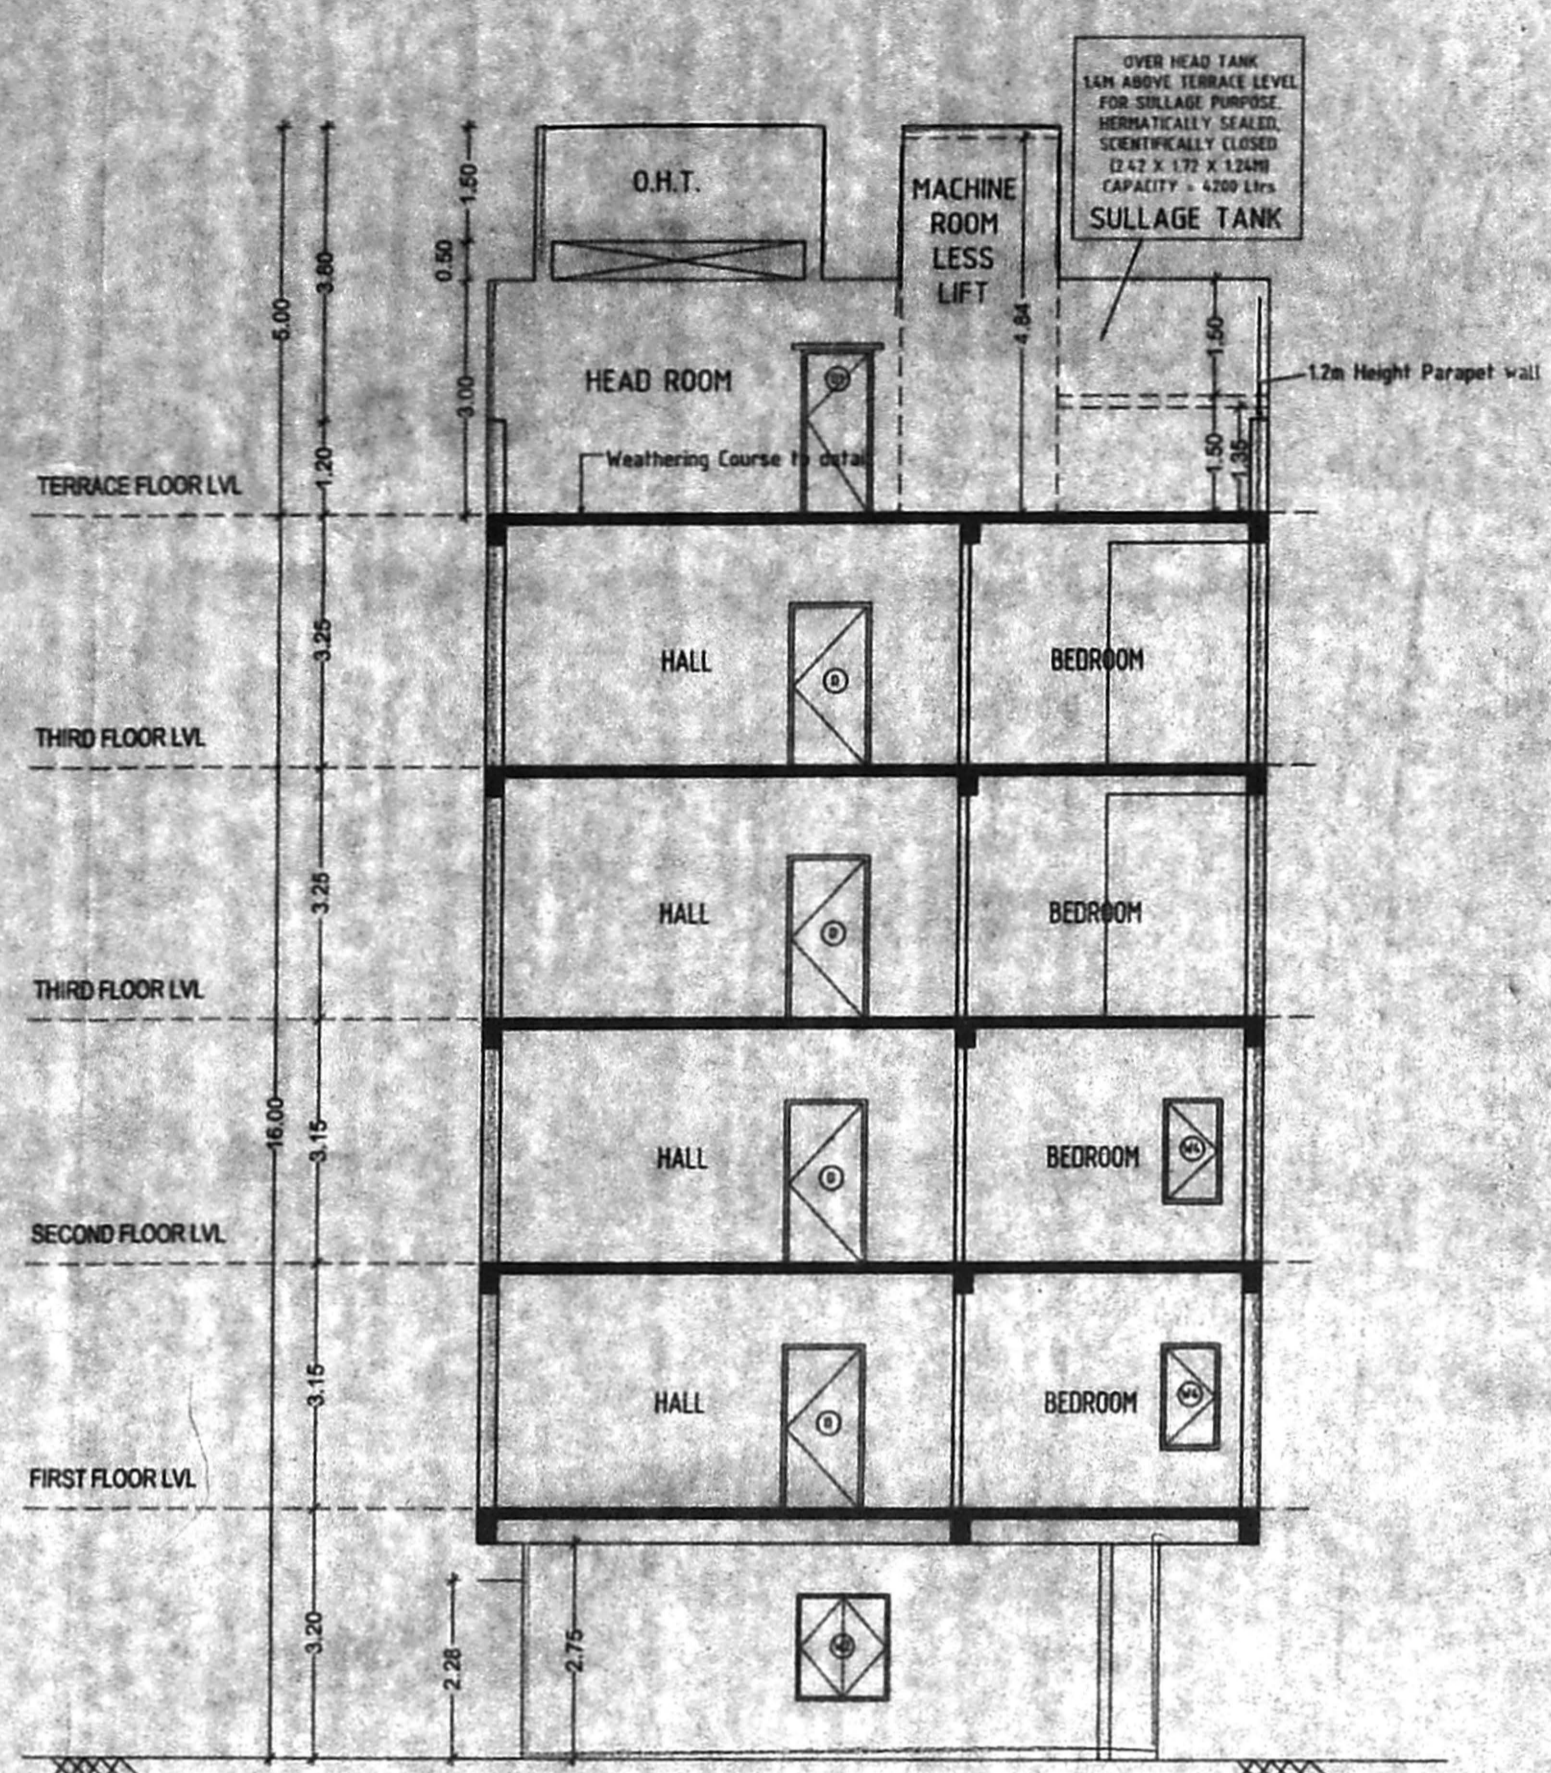 OVER HEAD TANK
1.4M ABOVE TERRACE LEVEL
FOR SULLAGE PURPOSE.
HERMATICALLY SEALED,
SCIENTIFICALLY CLOSED
(2.42 X 1.72 X 1.24M)
CAPACITY = 4200 Ltrs
SULLAGE TANK
O.H.T.
MACHINE
ROOM
LESS
LIFT
1.50
0.50
3.80
5.00
4.84
1.50
HEAD ROOM
3.00
1.2m Height Parapet wall
Weathering Course to detail
1.20
1.50
1.35
TERRACE FLOOR LVL
3.25
HALL
D
BEDROOM
THIRD FLOOR LVL
3.25
HALL
D
BEDROOM
THIRD FLOOR LVL
16.00
3.15
HALL
D
BEDROOM
W4
SECOND FLOOR LVL
3.15
HALL
D
BEDROOM
W4
FIRST FLOOR LVL
3.20
2.28
2.75